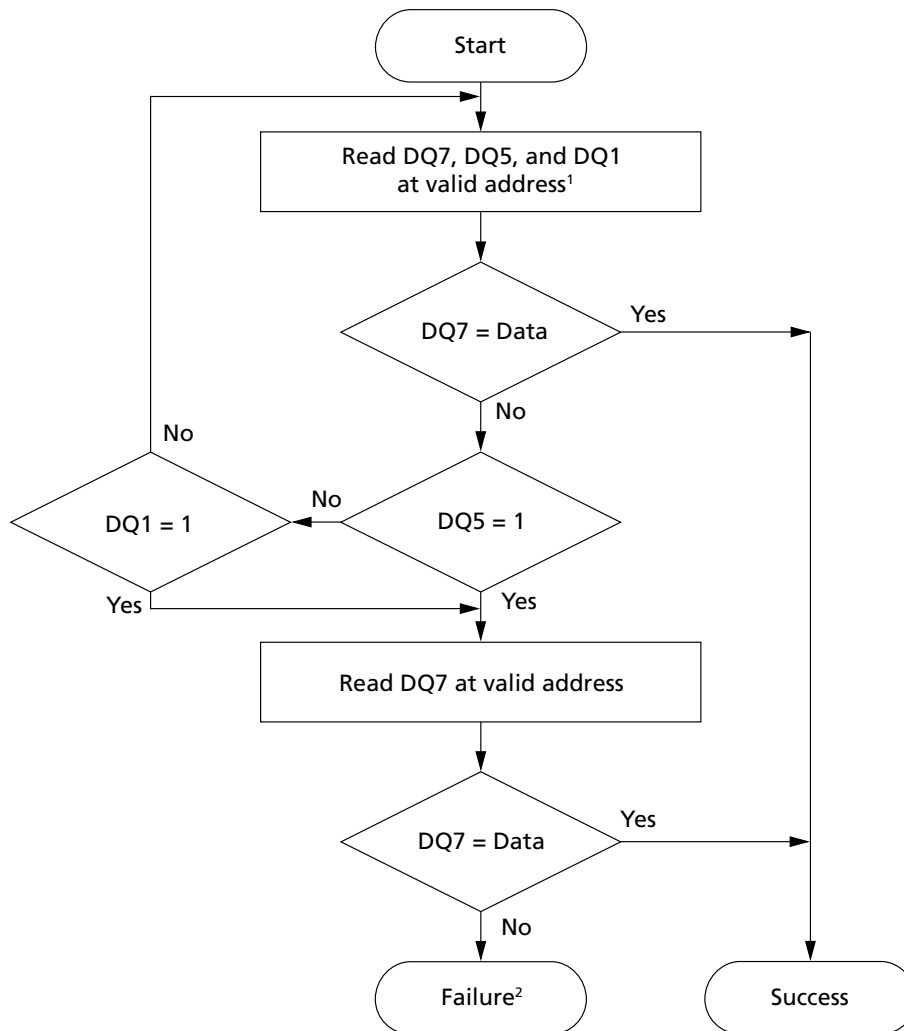 Start
Read DQ7, DQ5, and DQ1
at valid address¹
DQ7 = Data
Yes
No
No
DQ1 = 1
No
DQ5 = 1
Yes
Yes
Read DQ7 at valid address
DQ7 = Data
Yes
No
Failure²
Success